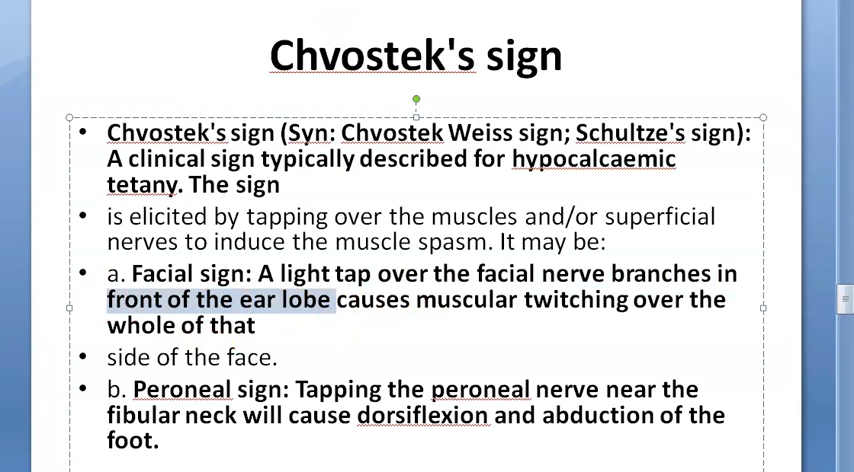 Chvostek's sign
• Chvostek's sign (Syn: Chvostek Weiss sign; Schultze's sign):
A clinical sign typically described for hypocalcaemic
tetany. The sign
• is elicited by tapping over the muscles and/or superficial
nerves to induce the muscle spasm. It may be:
• a. Facial sign: A light tap over the facial nerve branches in
front of the ear lobe causes muscular twitching over the
whole of that
• side of the face.
• b. Peroneal sign: Tapping the peroneal nerve near the
fibular neck will cause dorsiflexion and abduction of the
foot.